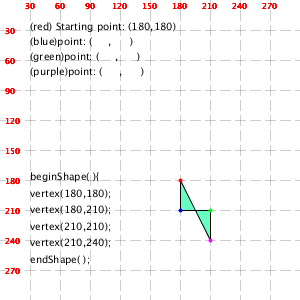 30 60 90 120 150 180 210 240 270
30
(red) Starting point: (180,180)
(blue)point: (    ,    )
(green)point: (    ,    )
60
(purple)point: (    ,    )
90
120
150
180
beginShape(){
vertex(180,180);
210
vertex(180,210);
vertex(210,210);
240
vertex(210,240);
endShape();
270